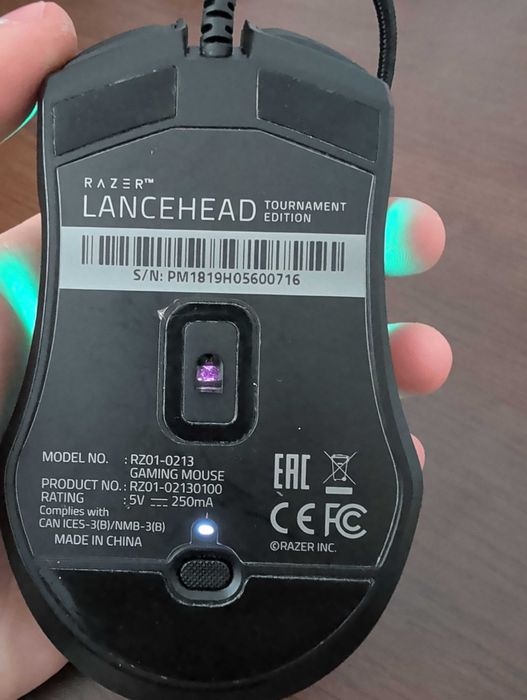 RAZER™
LANCEHEAD TOURNAMENT EDITION
S/N: PM1819H05600716
MODEL NO. : RZ01-0213
GAMING MOUSE
PRODUCT NO.: RZ01-02130100
RATING : 5V ⎓ 250mA
Complies with
CAN ICES-3(B)/NMB-3(B)
MADE IN CHINA
EAC
CE FC
©RAZER INC.